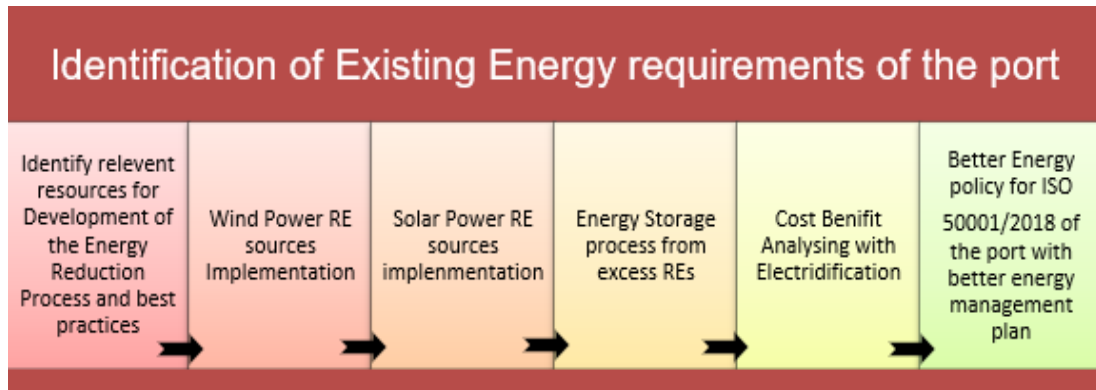 Identification of Existing Energy requirements of the port
Identify relevent
resources for
Development of
the Energy
Reduction
Process and best
practices
Wind Power RE
sources
Implementation
Solar Power RE
sources
implenmentation
Energy Storage
process from
excess REs
Cost Benifit
Analysing with
Electridification
Better Energy
policy for ISO
50001/2018 of
the port with
better energy
management
plan